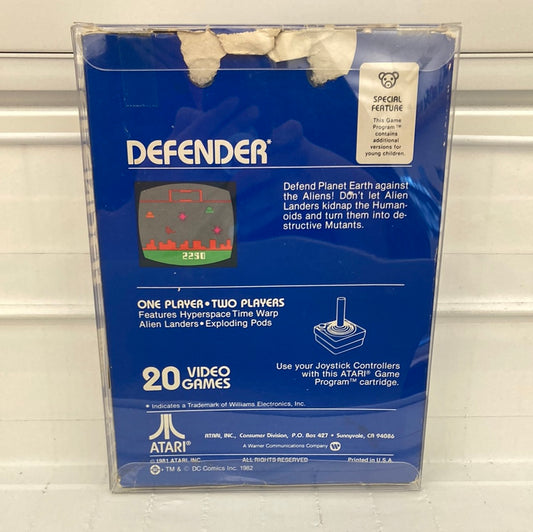 SPECIAL
FEATURE
This Game
Program™
contains
additional
versions for
young children.
DEFENDER*
Defend Planet Earth against
the Aliens! Don't let Alien
Landers kidnap the Human-
oids and turn them into de-
structive Mutants.
2290
ONE PLAYER • TWO PLAYERS
Features Hyperspace Time Warp
Alien Landers • Exploding Pods
20 VIDEO
GAMES
Use your Joystick Controllers
with this ATARI® Game
Program™ cartridge.
* Indicates a Trademark of Williams Electronics, Inc.
ATARI®
ATARI, INC., Consumer Division, P.O. Box 427 • Sunnyvale, CA 94086
A Warner Communications Company
© 1981 ATARI, INC.
ALL RIGHTS RESERVED
Printed in U.S.A.
• TM & © DC Comics Inc. 1982